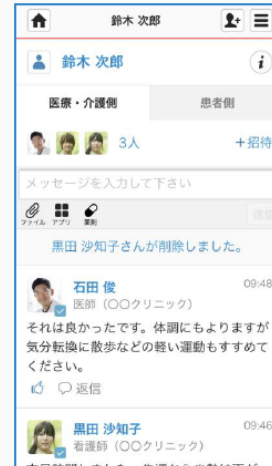 鈴木 次郎
鈴木 次郎
医療・介護側
患者側
3人
+招待
メッセージを入力して下さい
ファイル アプリ 薬剤
黒田 沙知子さんが削除しました。
石田 俊
09:48
医師(〇〇クリニック)
それは良かったです。体調にもよりますが
気分転換に散歩などの軽い運動もすすめて
ください。
返信
黒田 沙知子
09:46
看護師(〇〇クリニック)